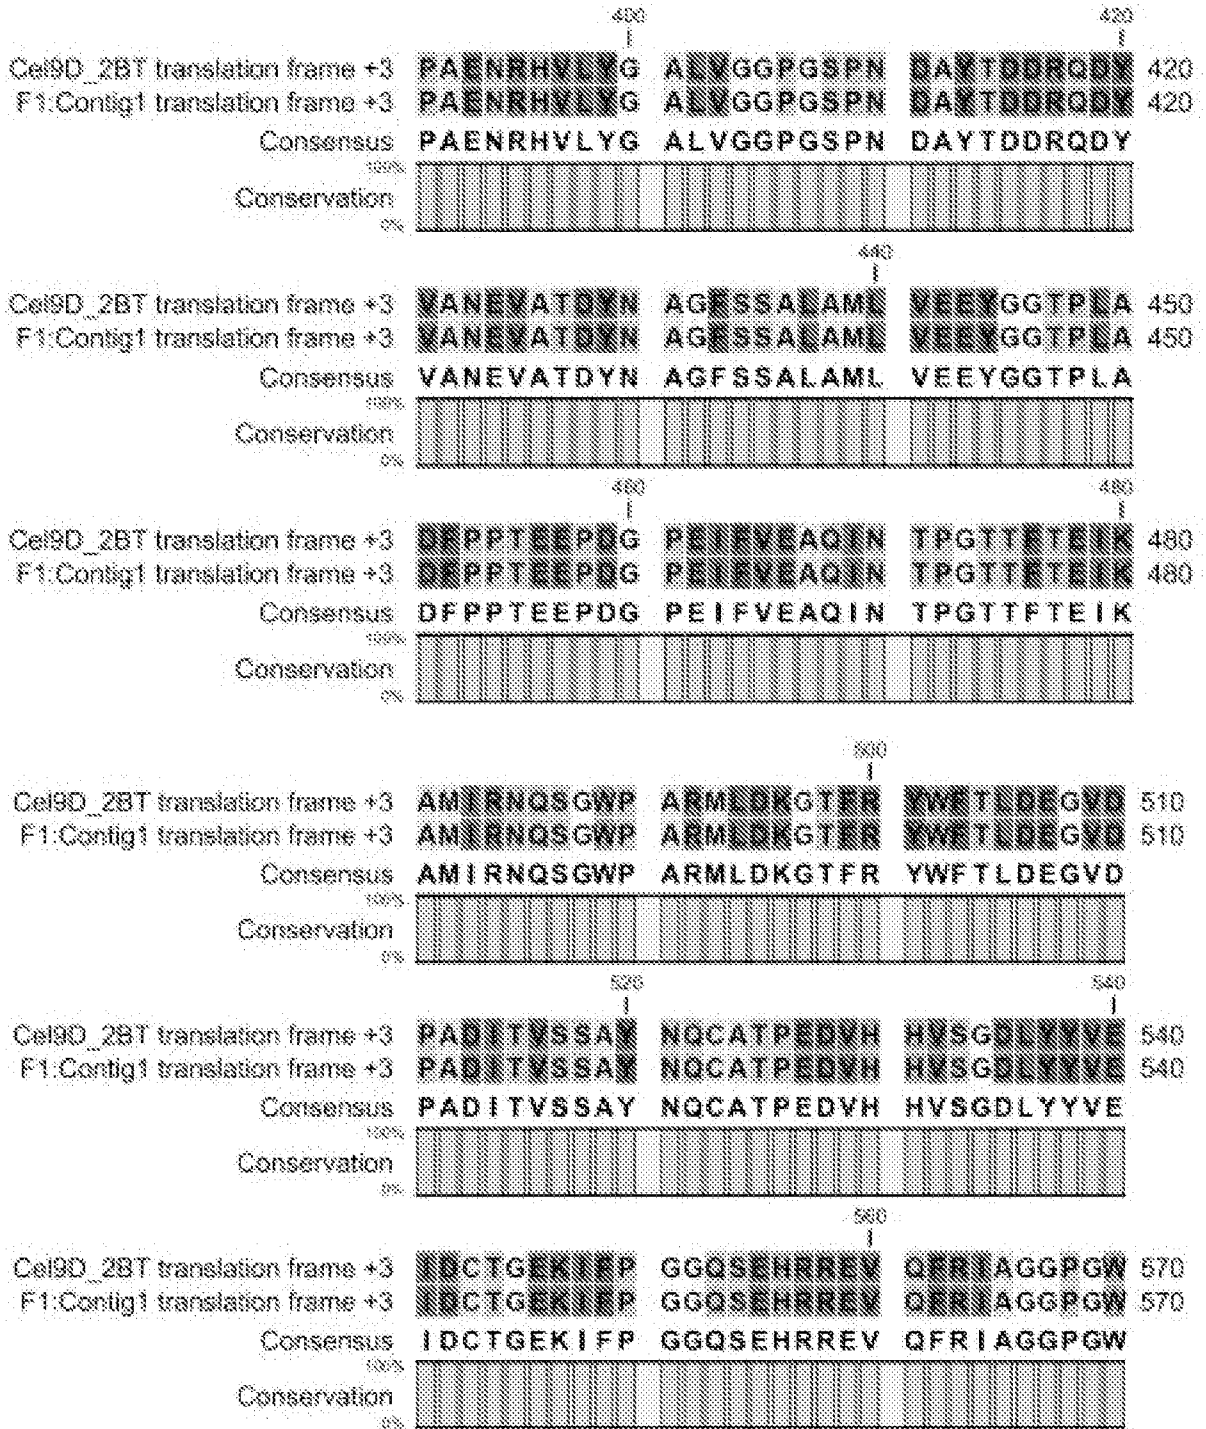 400 420
Cel9D_2BT translation frame +3 PAENRHVLYG ALVGGPGSPN DAYTDDRQDY 420
F1:Contig1 translation frame +3 PAENRHVLYG ALVGGPGSPN DAYTDDRQDY 420
Consensus PAENRHVLYG ALVGGPGSPN DAYTDDRQDY
100%
Conservation
0%
440
Cel9D_2BT translation frame +3 VANEVATDYN AGFSSALAML VEEYGGTPLA 450
F1:Contig1 translation frame +3 VANEVATDYN AGFSSALAML VEEYGGTPLA 450
Consensus VANEVATDYN AGFSSALAML VEEYGGTPLA
100%
Conservation
0%
460 480
Cel9D_2BT translation frame +3 DFPPTEEPDG PEIFVEAQIN TPGTTFTEIK 480
F1:Contig1 translation frame +3 DFPPTEEPDG PEIFVEAQIN TPGTTFTEIK 480
Consensus DFPPTEEPDG PEIFVEAQIN TPGTTFTEIK
100%
Conservation
0%
500
Cel9D_2BT translation frame +3 AMIRNQSGWP ARMLDKGTFR YWFTLDEGVD 510
F1:Contig1 translation frame +3 AMIRNQSGWP ARMLDKGTFR YWFTLDEGVD 510
Consensus AMIRNQSGWP ARMLDKGTFR YWFTLDEGVD
100%
Conservation
0%
520 540
Cel9D_2BT translation frame +3 PADITVSSAY NQCATPEDVH HVSGDLYYVE 540
F1:Contig1 translation frame +3 PADITVSSAY NQCATPEDVH HVSGDLYYVE 540
Consensus PADITVSSAY NQCATPEDVH HVSGDLYYVE
100%
Conservation
0%
560
Cel9D_2BT translation frame +3 IDCTGEKIFP GGQSEHRREV QFRIAGGPGW 570
F1:Contig1 translation frame +3 IDCTGEKIFP GGQSEHRREV QFRIAGGPGW 570
Consensus IDCTGEKIFP GGQSEHRREV QFRIAGGPGW
100%
Conservation
0%